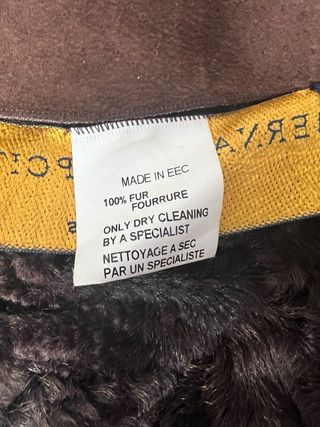 MADE IN EEC
100% FUR
FOURRURE
ONLY DRY CLEANING
BY A SPECIALIST
NETTOYAGE A SEC
PAR UN SPECIALISTE